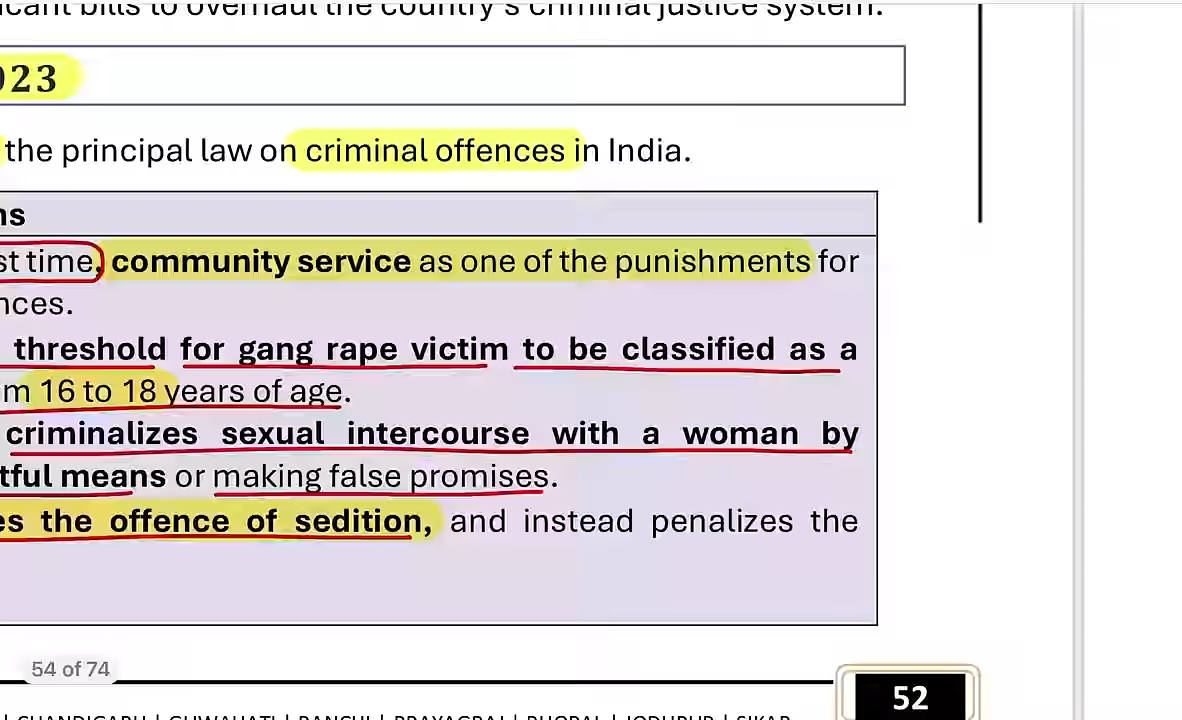 cant bills to overhaul the country's criminal justice system.
023
the principal law on criminal offences in India.
ns
st time, community service as one of the punishments for
nces.
threshold for gang rape victim to be classified as a
m 16 to 18 years of age.
criminalizes sexual intercourse with a woman by
tful means or making false promises.
es the offence of sedition, and instead penalizes the
54 of 74
52
| CHANDIGARH | GUWAHATI | RANCHI | PRAYAGRAJ | BHOPAL | JODHPUR | SIKAR